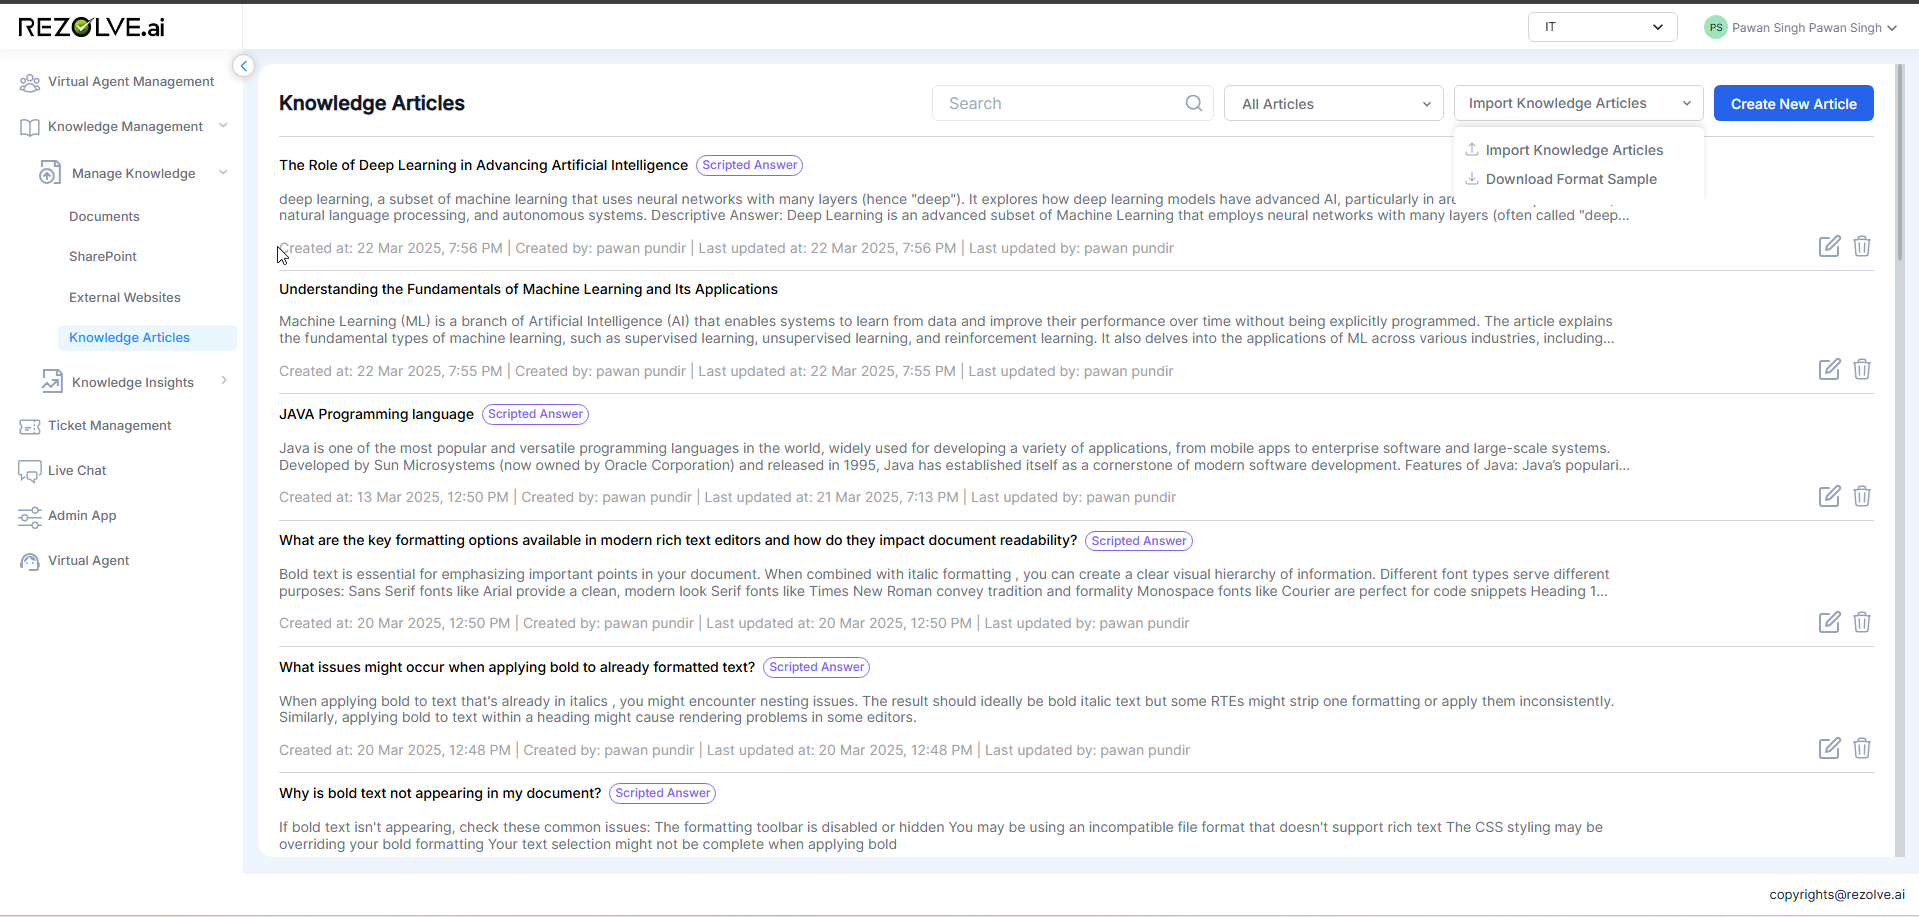 REZOLVE.ai
IT
PS Pawan Singh Pawan Singh
Virtual Agent Management
Knowledge Management
Manage Knowledge
Documents
SharePoint
External Websites
Knowledge Articles
Knowledge Insights
Ticket Management
Live Chat
Admin App
Virtual Agent
Knowledge Articles
Search
All Articles
Import Knowledge Articles
Create New Article
Import Knowledge Articles
Download Format Sample
The Role of Deep Learning in Advancing Artificial Intelligence Scripted Answer
deep learning, a subset of machine learning that uses neural networks with many layers (hence "deep"). It explores how deep learning models have advanced AI, particularly in
natural language processing, and autonomous systems. Descriptive Answer: Deep Learning is an advanced subset of Machine Learning that employs neural networks with many layers (often called "deep...
Created at: 22 Mar 2025, 7:56 PM | Created by: pawan pundir | Last updated at: 22 Mar 2025, 7:56 PM | Last updated by: pawan pundir
Understanding the Fundamentals of Machine Learning and Its Applications
Machine Learning (ML) is a branch of Artificial Intelligence (AI) that enables systems to learn from data and improve their performance over time without being explicitly programmed. The article explains
the fundamental types of machine learning, such as supervised learning, unsupervised learning, and reinforcement learning. It also delves into the applications of ML across various industries, including...
Created at: 22 Mar 2025, 7:55 PM | Created by: pawan pundir | Last updated at: 22 Mar 2025, 7:55 PM | Last updated by: pawan pundir
JAVA Programming language Scripted Answer
Java is one of the most popular and versatile programming languages in the world, widely used for developing a variety of applications, from mobile apps to enterprise software and large-scale systems.
Developed by Sun Microsystems (now owned by Oracle Corporation) and released in 1995, Java has established itself as a cornerstone of modern software development. Features of Java: Java's populari...
Created at: 13 Mar 2025, 12:50 PM | Created by: pawan pundir | Last updated at: 21 Mar 2025, 7:13 PM | Last updated by: pawan pundir
What are the key formatting options available in modern rich text editors and how do they impact document readability? Scripted Answer
Bold text is essential for emphasizing important points in your document. When combined with italic formatting , you can create a clear visual hierarchy of information. Different font types serve different
purposes: Sans Serif fonts like Arial provide a clean, modern look Serif fonts like Times New Roman convey tradition and formality Monospace fonts like Courier are perfect for code snippets Heading 1...
Created at: 20 Mar 2025, 12:50 PM | Created by: pawan pundir | Last updated at: 20 Mar 2025, 12:50 PM | Last updated by: pawan pundir
What issues might occur when applying bold to already formatted text? Scripted Answer
When applying bold to text that's already in italics , you might encounter nesting issues. The result should ideally be bold italic text but some RTEs might strip one formatting or apply them inconsistently.
Similarly, applying bold to text within a heading might cause rendering problems in some editors.
Created at: 20 Mar 2025, 12:48 PM | Created by: pawan pundir | Last updated at: 20 Mar 2025, 12:48 PM | Last updated by: pawan pundir
Why is bold text not appearing in my document? Scripted Answer
If bold text isn't appearing, check these common issues: The formatting toolbar is disabled or hidden You may be using an incompatible file format that doesn't support rich text The CSS styling may be
overriding your bold formatting Your text selection might not be complete when applying bold
copyrights@rezolve.ai